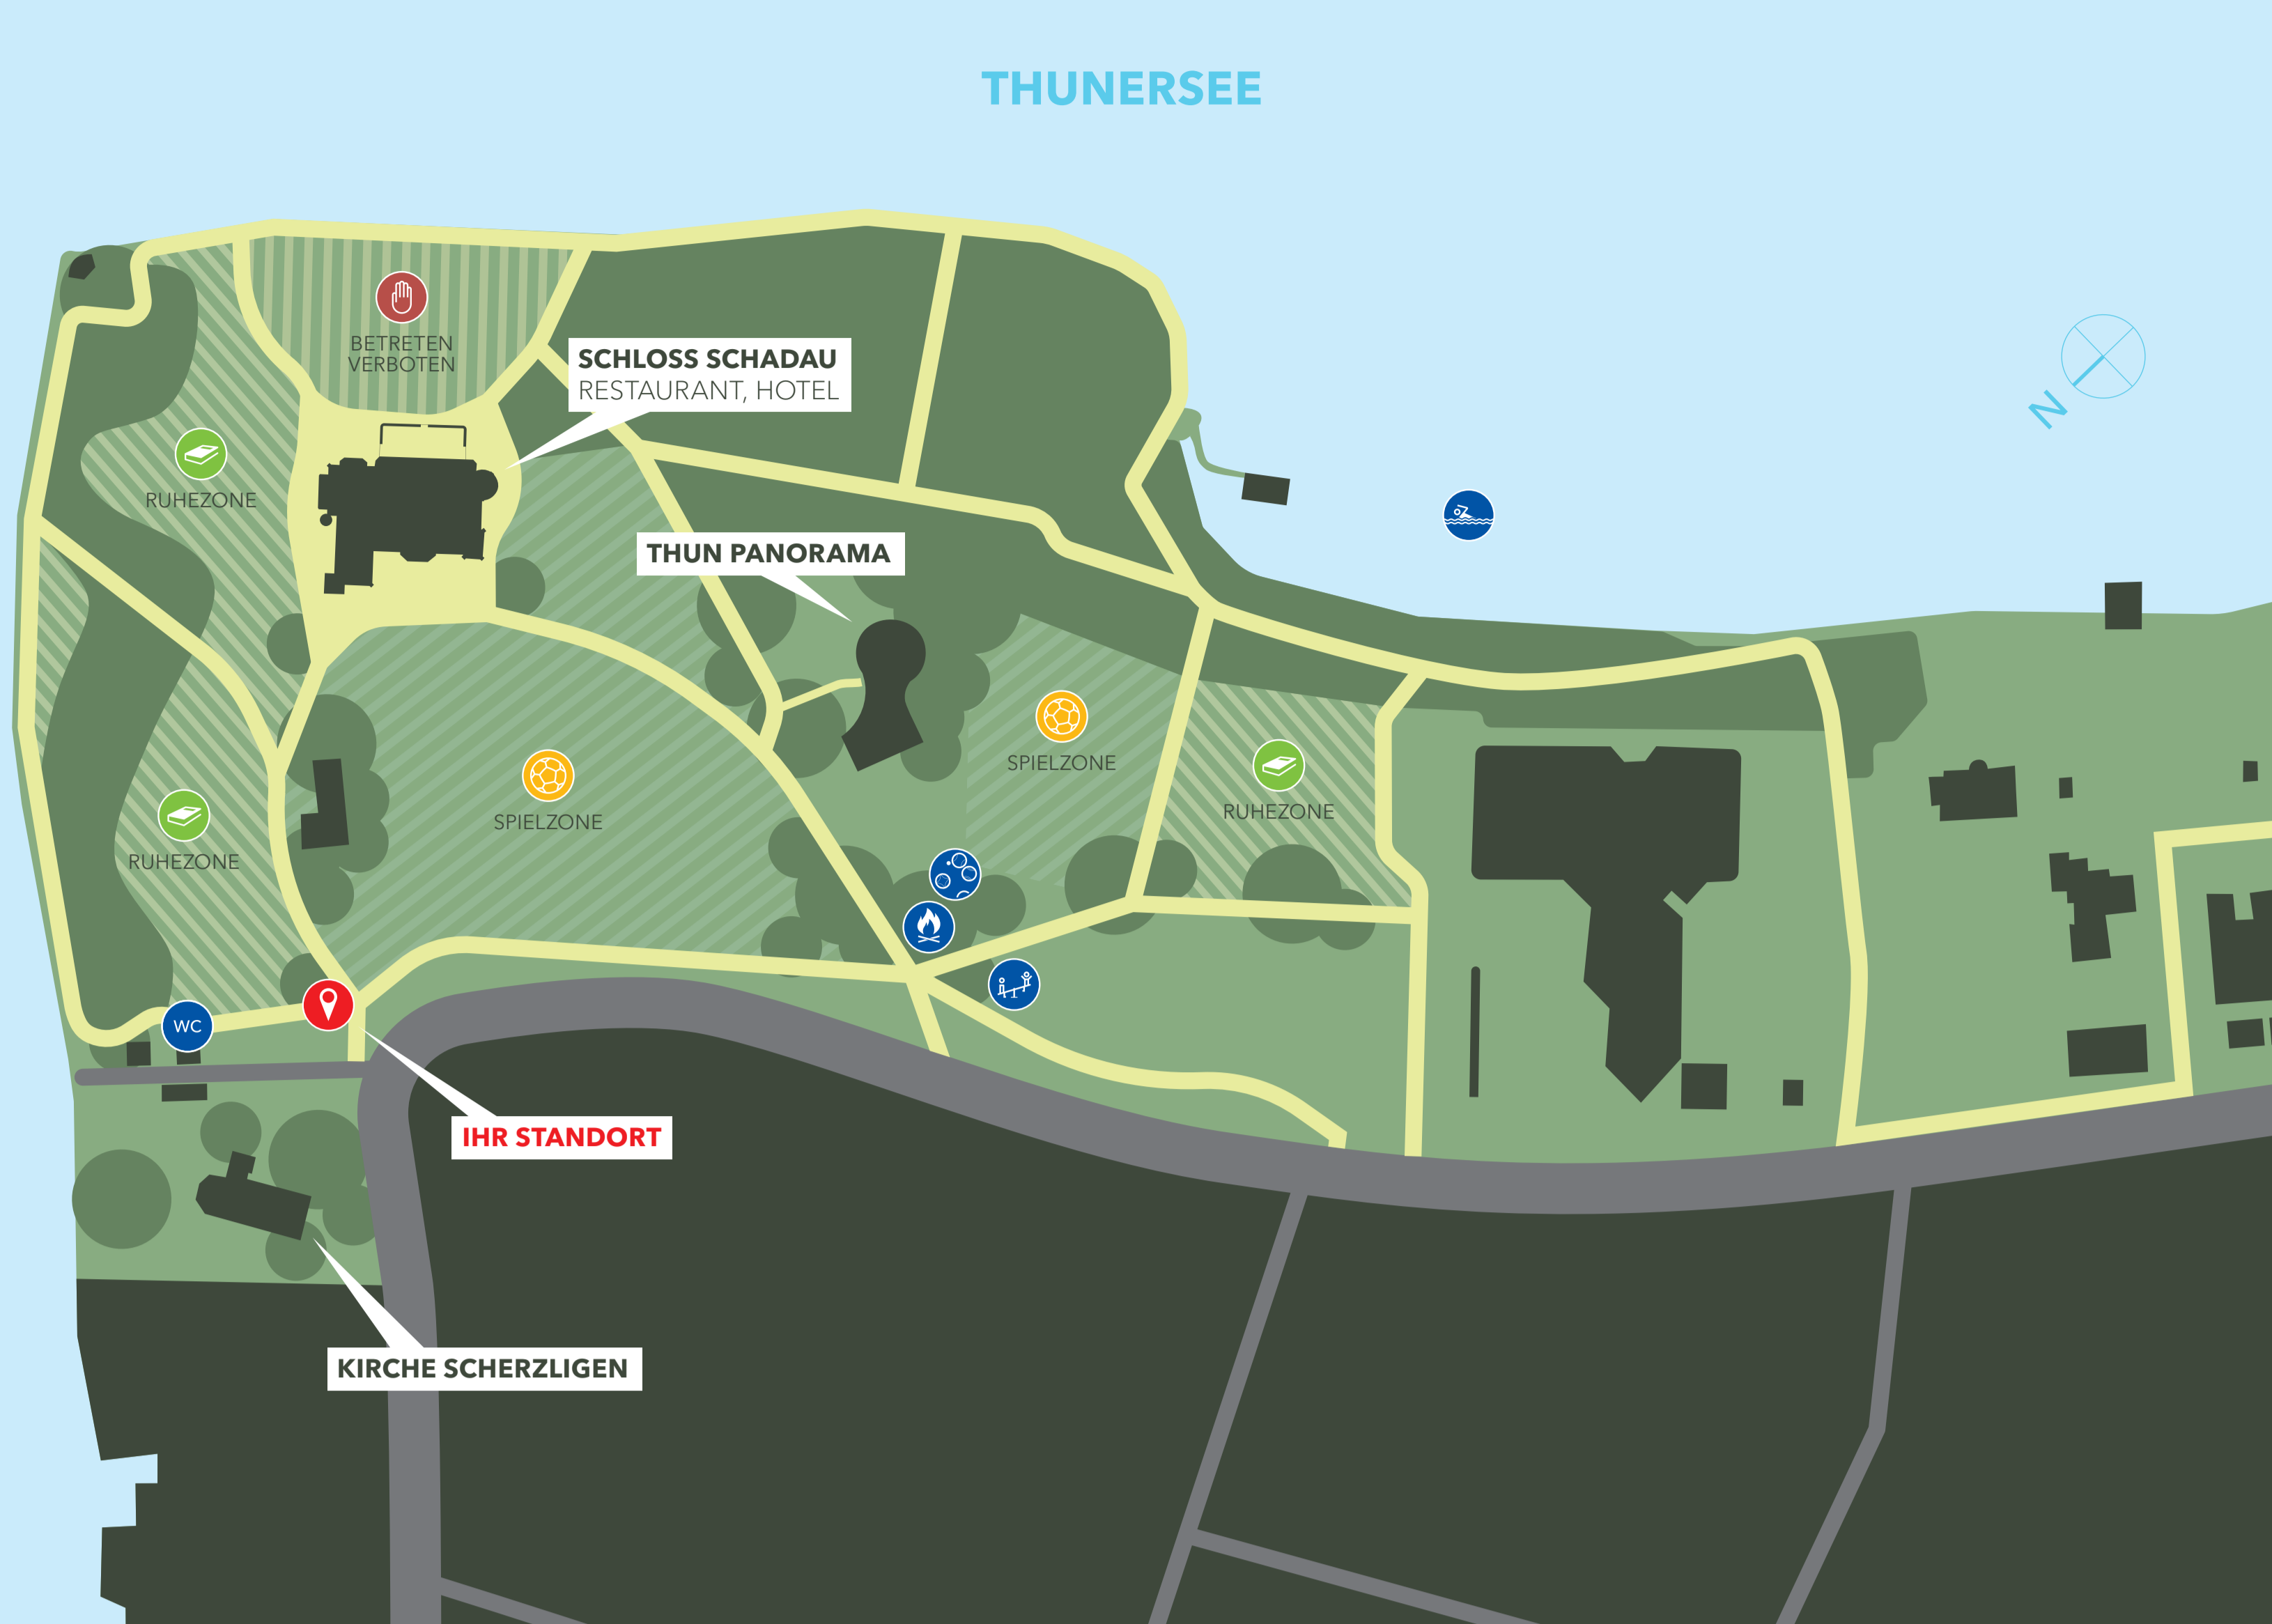 THUNERSEE
BETRETEN
VERBOTEN
SCHLOSS SCHADAU
RESTAURANT, HOTEL
N
RUHEZONE
THUN PANORAMA
SPIELZONE
RUHEZONE
SPIELZONE
RUHEZONE
WC
IHR STANDORT
KIRCHE SCHERZLIGEN